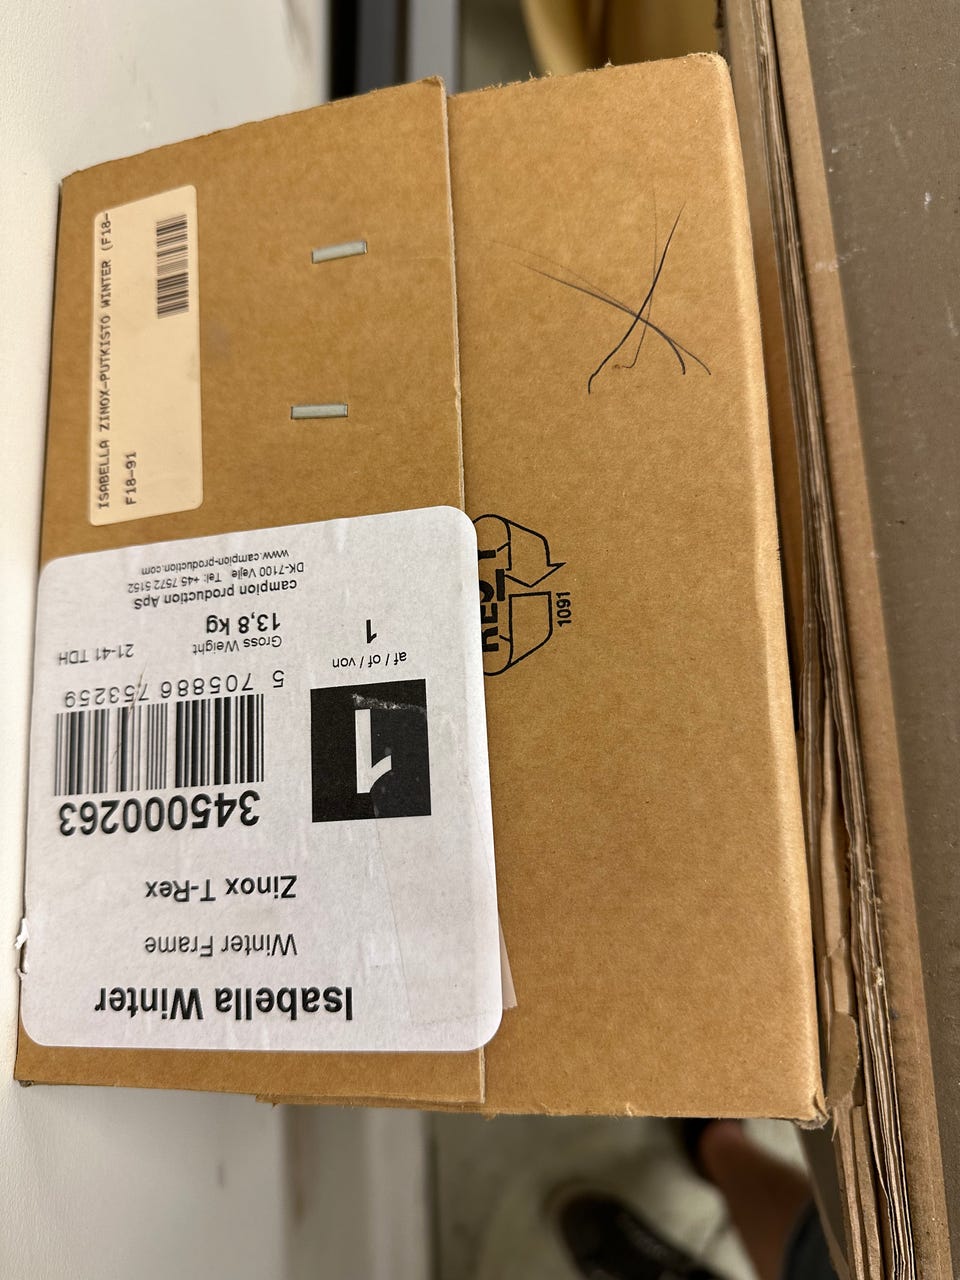 Isabella Winter
Winter Frame
Zinox T-Rex
345000263
5 705886 753259
21-41 TDH
Gross Weight
13,8 kg
campion production ApS
DK-7100 Vejle Tel: +45 7572 5152
www.campion-production.com
1
af / of / von
1
ISABELLA ZINOX-PUTKISTO WINTER (F18-
F18-91
RESY
1091